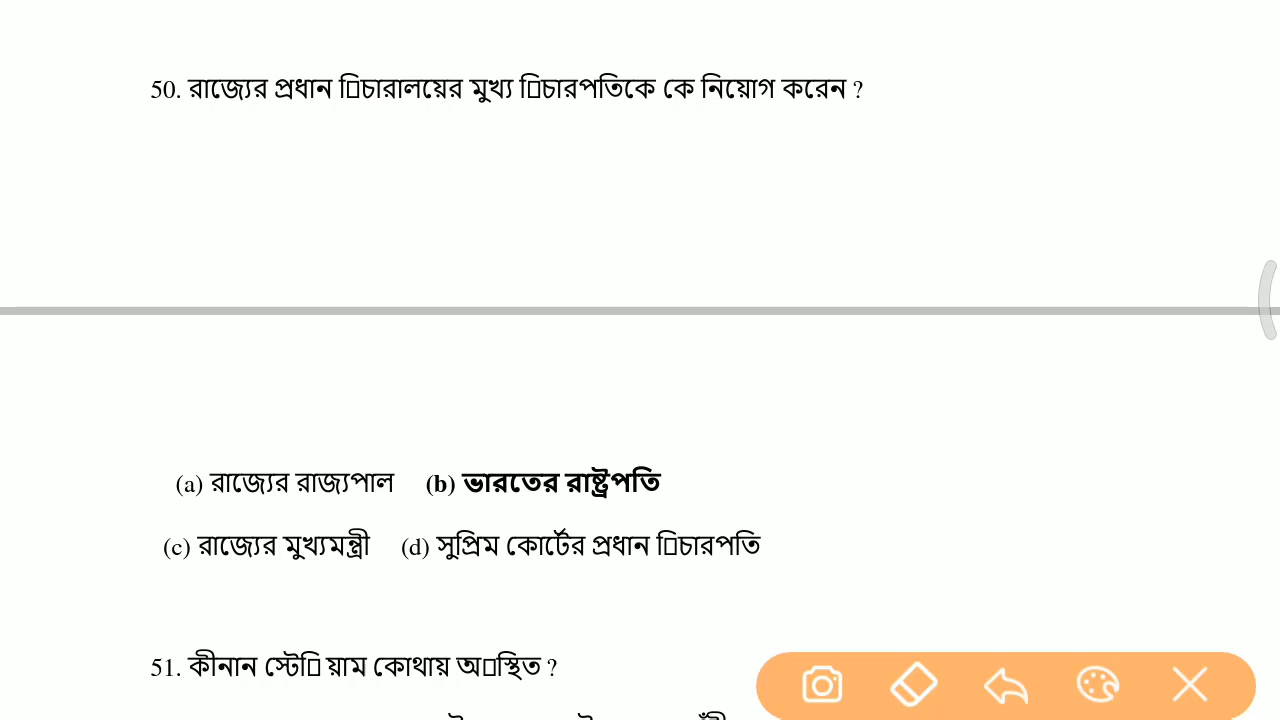 50. রাজ্যের প্রধান ি□চারালয়ের মুখ্য ি□চারপতিকে কে নিয়োগ করেন ?
(a) রাজ্যের রাজ্যপাল (b) ভারতের রাষ্ট্রপতি
(c) রাজ্যের মুখ্যমন্ত্রী (d) সুপ্রিম কোর্টের প্রধান ি□চারপতি
51. কীনান স্টেি□ য়াম কোথায় অ□স্থিত ?